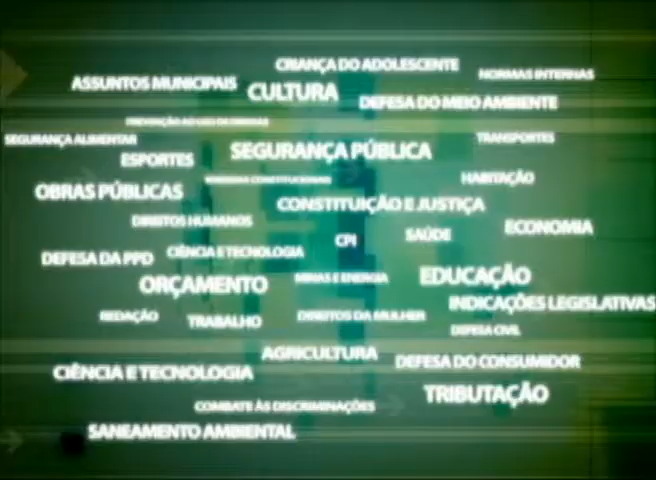 CRIANÇA DO ADOLESCENTE
NORMAS INTERNAS
ASSUNTOS MUNICIPAIS
CULTURA
DEFESA DO MEIO AMBIENTE
SEGURANÇA ALIMENTAR
TRANSPORTES
ESPORTES
SEGURANÇA PÚBLICA
HABITAÇÃO
OBRAS PÚBLICAS
CONSTITUIÇÃO E JUSTIÇA
DIREITOS HUMANOS
ECONOMIA
CPI
SAÚDE
DEFESA DA PPD
CIÊNCIA E TECNOLOGIA
ORÇAMENTO
MINAS E ENERGIA
EDUCAÇÃO
INDICAÇÕES LEGISLATIVAS
REDAÇÃO
TRABALHO
DIREITOS DA MULHER
DEFESA CIVIL
AGRICULTURA
DEFESA DO CONSUMIDOR
CIÊNCIA E TECNOLOGIA
TRIBUTAÇÃO
COMBATE ÀS DISCRIMINAÇÕES
SANEAMENTO AMBIENTAL